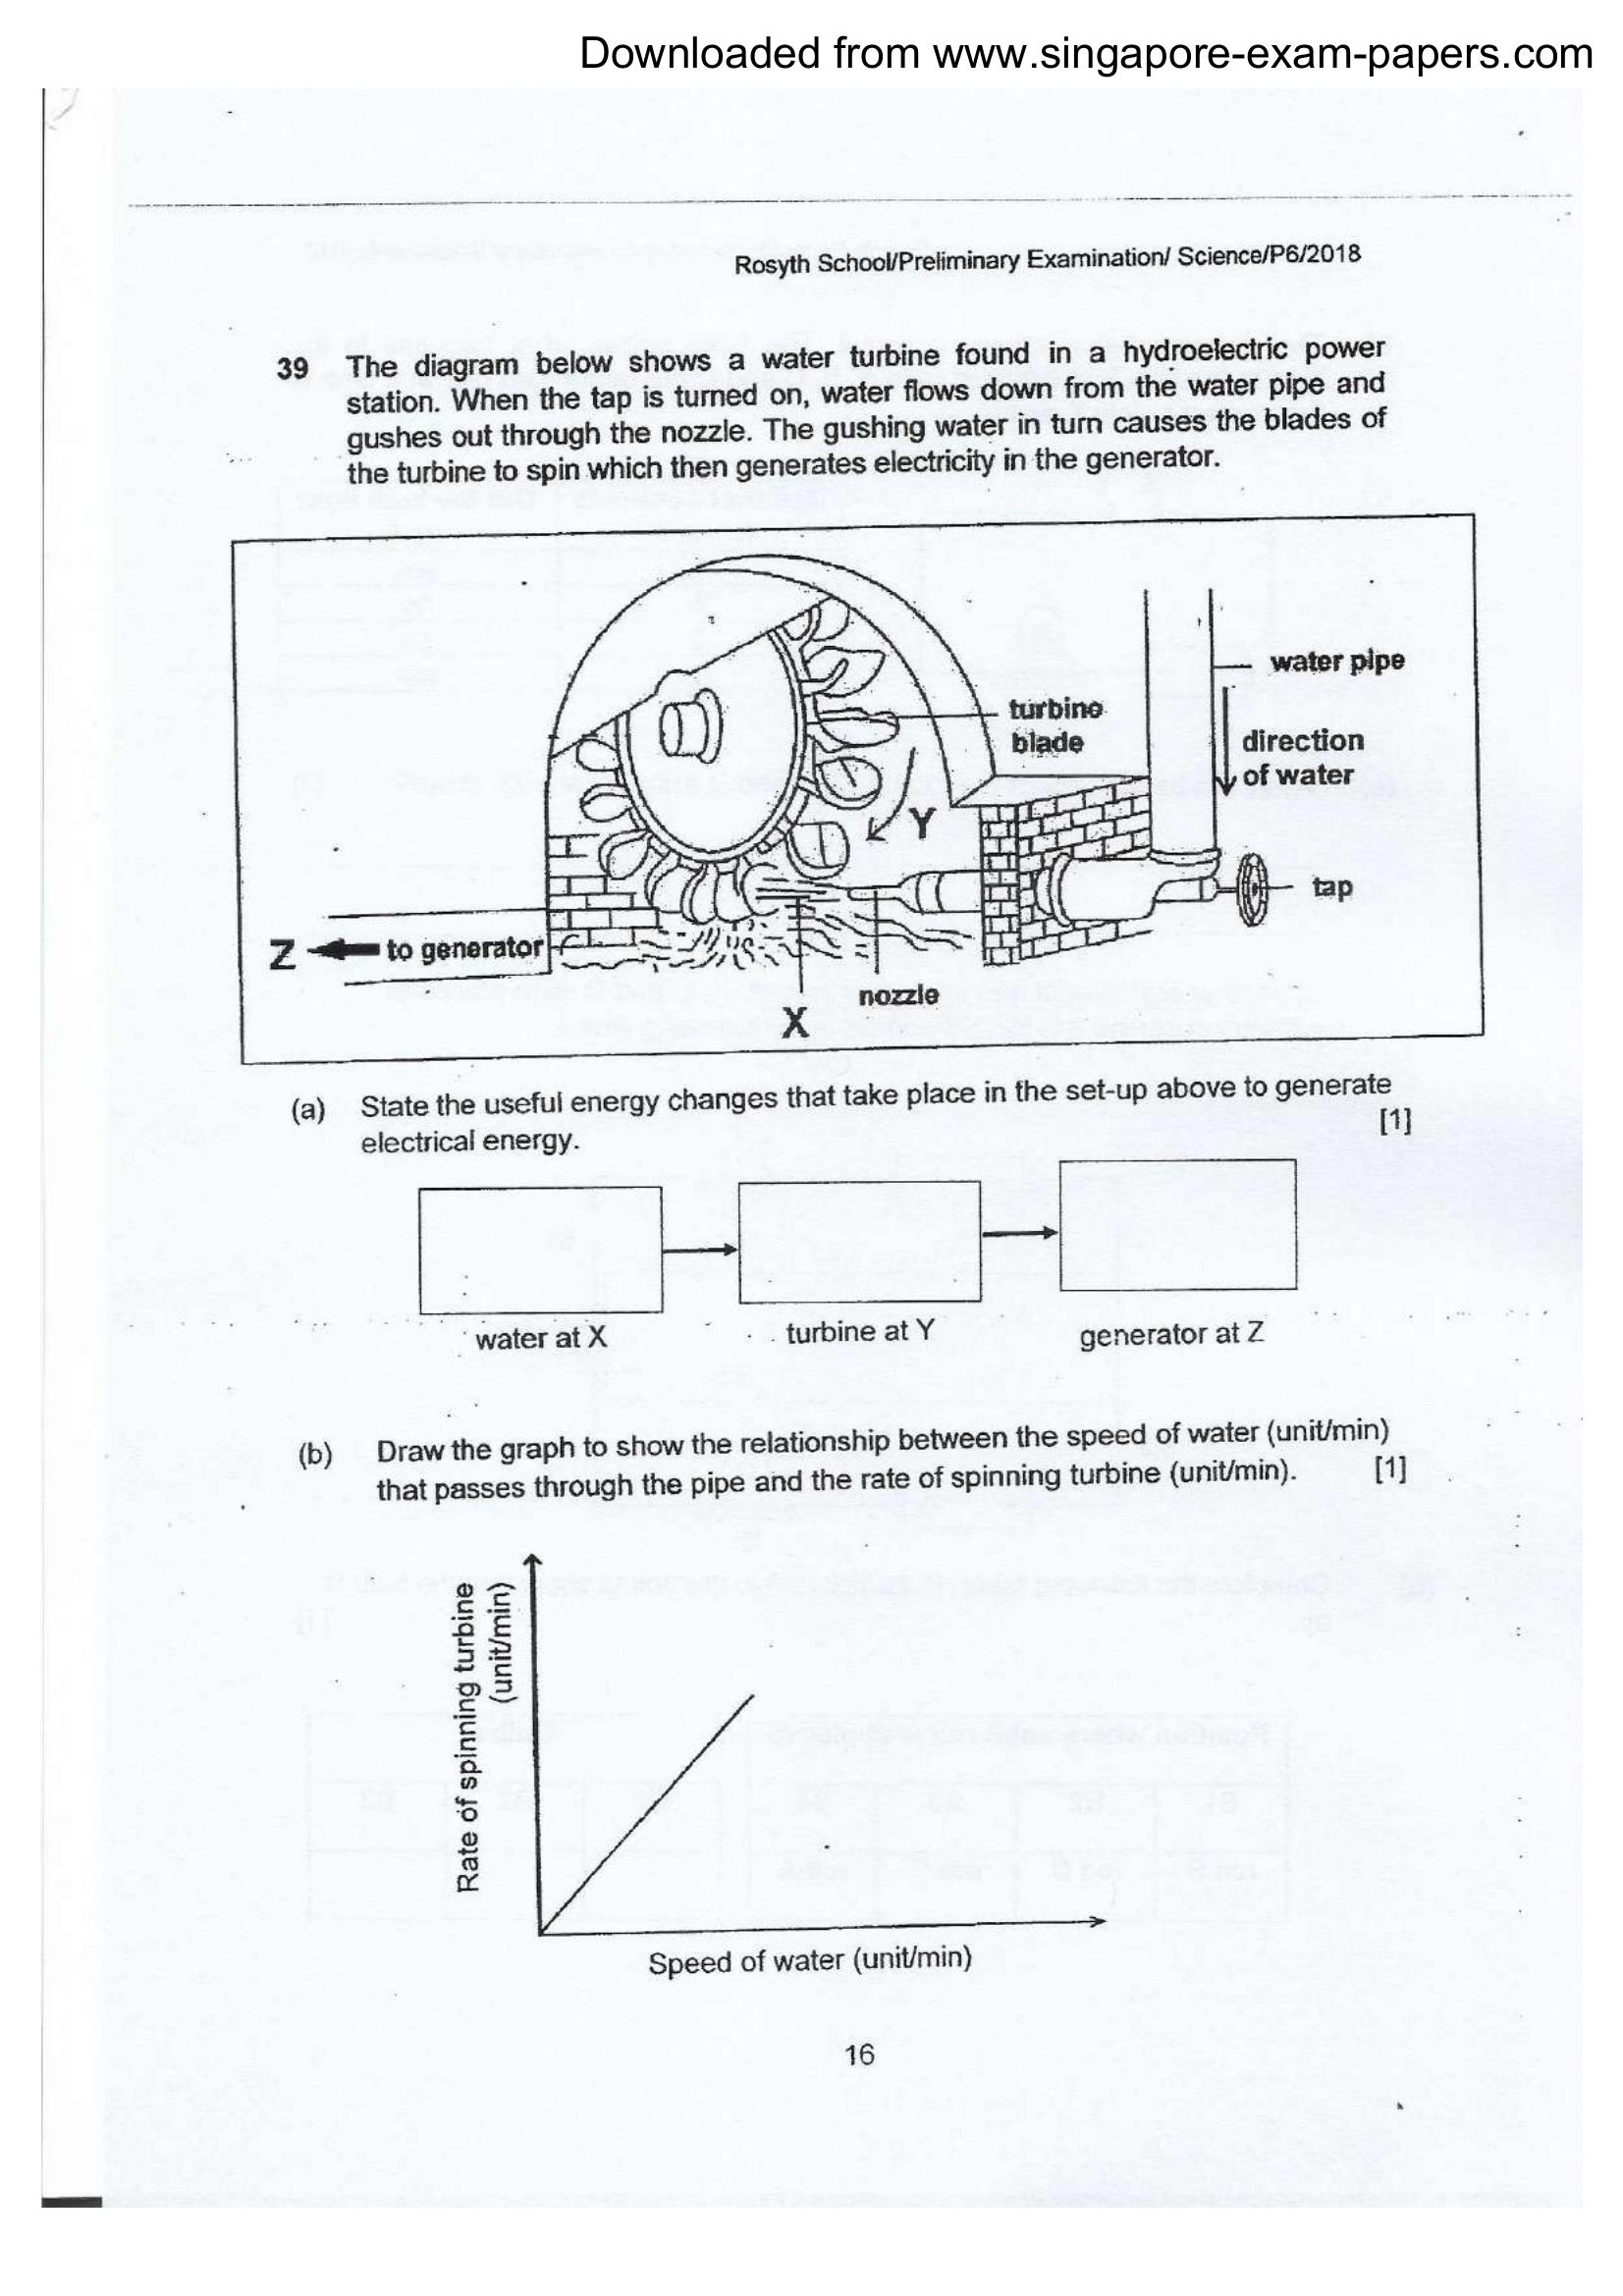 Downloaded from www.singapore-exam-papers.com
Rosyth School/Preliminary Examination/ Science/P6/2018
39 The diagram below shows a water turbine found in a hydroelectric power
station. When the tap is turned on, water flows down from the water pipe and
gushes out through the nozzle. The gushing water in turn causes the blades of
the turbine to spin which then generates electricity in the generator.
water pipe
turbine
blade
direction
of water
Y
tap
Z to generator
nozzle
X
(a) State the useful energy changes that take place in the set-up above to generate
electrical energy. [1]
water at X
turbine at Y
generator at Z
(b) Draw the graph to show the relationship between the speed of water (unit/min)
that passes through the pipe and the rate of spinning turbine (unit/min). [1]
Rate of spinning turbine
(unit/min)
Speed of water (unit/min)
16